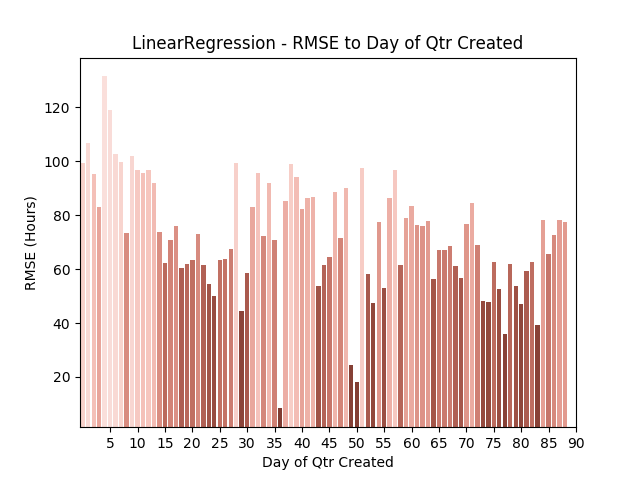 LinearRegression - RMSE to Day of Qtr Created
RMSE (Hours)
120
100
80
60
40
20
5 10 15 20 25 30 35 40 45 50 55 60 65 70 75 80 85 90
Day of Qtr Created